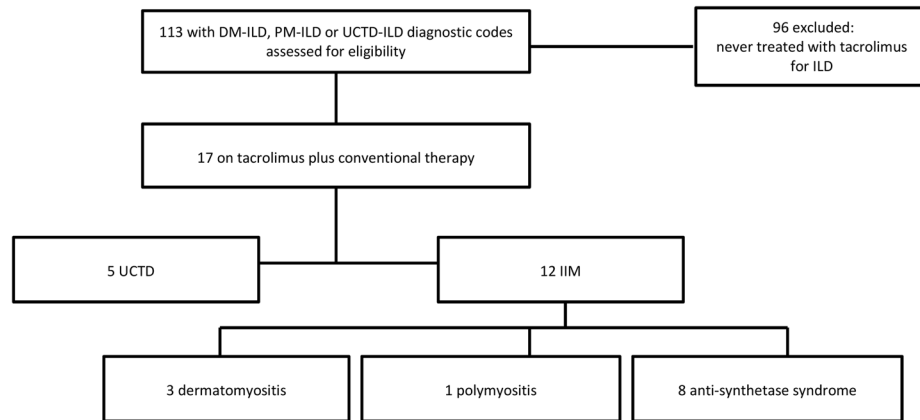 113 with DM-ILD, PM-ILD or UCTD-ILD diagnostic codes
assessed for eligibility
96 excluded:
never treated with tacrolimus
for ILD
17 on tacrolimus plus conventional therapy
5 UCTD
12 IIM
3 dermatomyositis
1 polymyositis
8 anti-synthetase syndrome